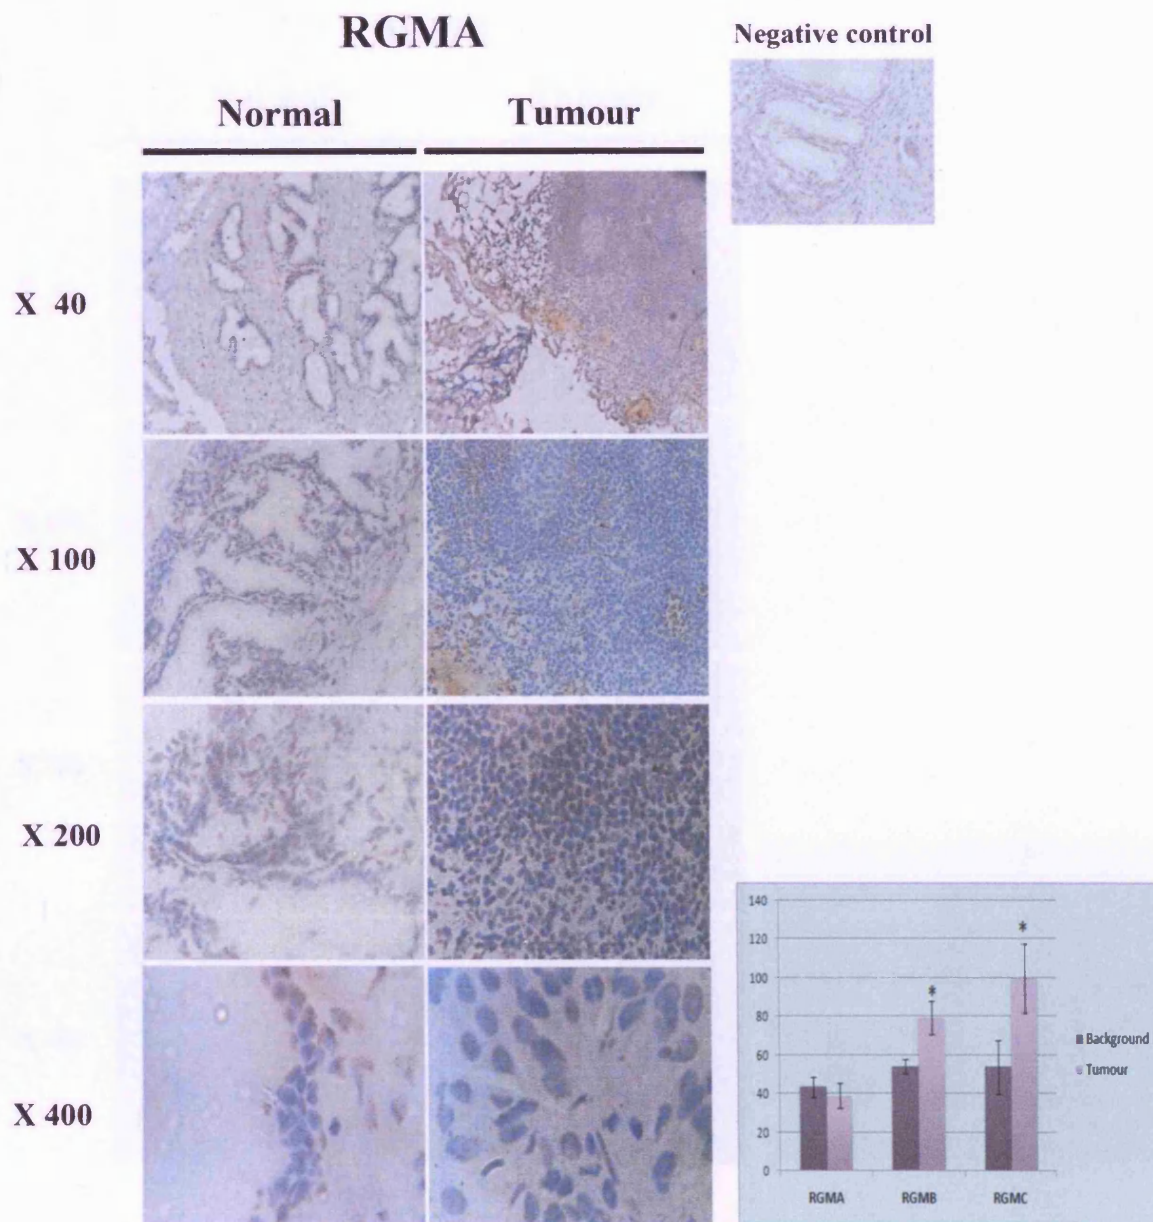 RGMA
Negative control
Normal Tumour
X 40
X 100
X 200
X 400
140
120
100
80
60
40
20
0
*
*
Background
Tumour
RGMA RGMB RGMC